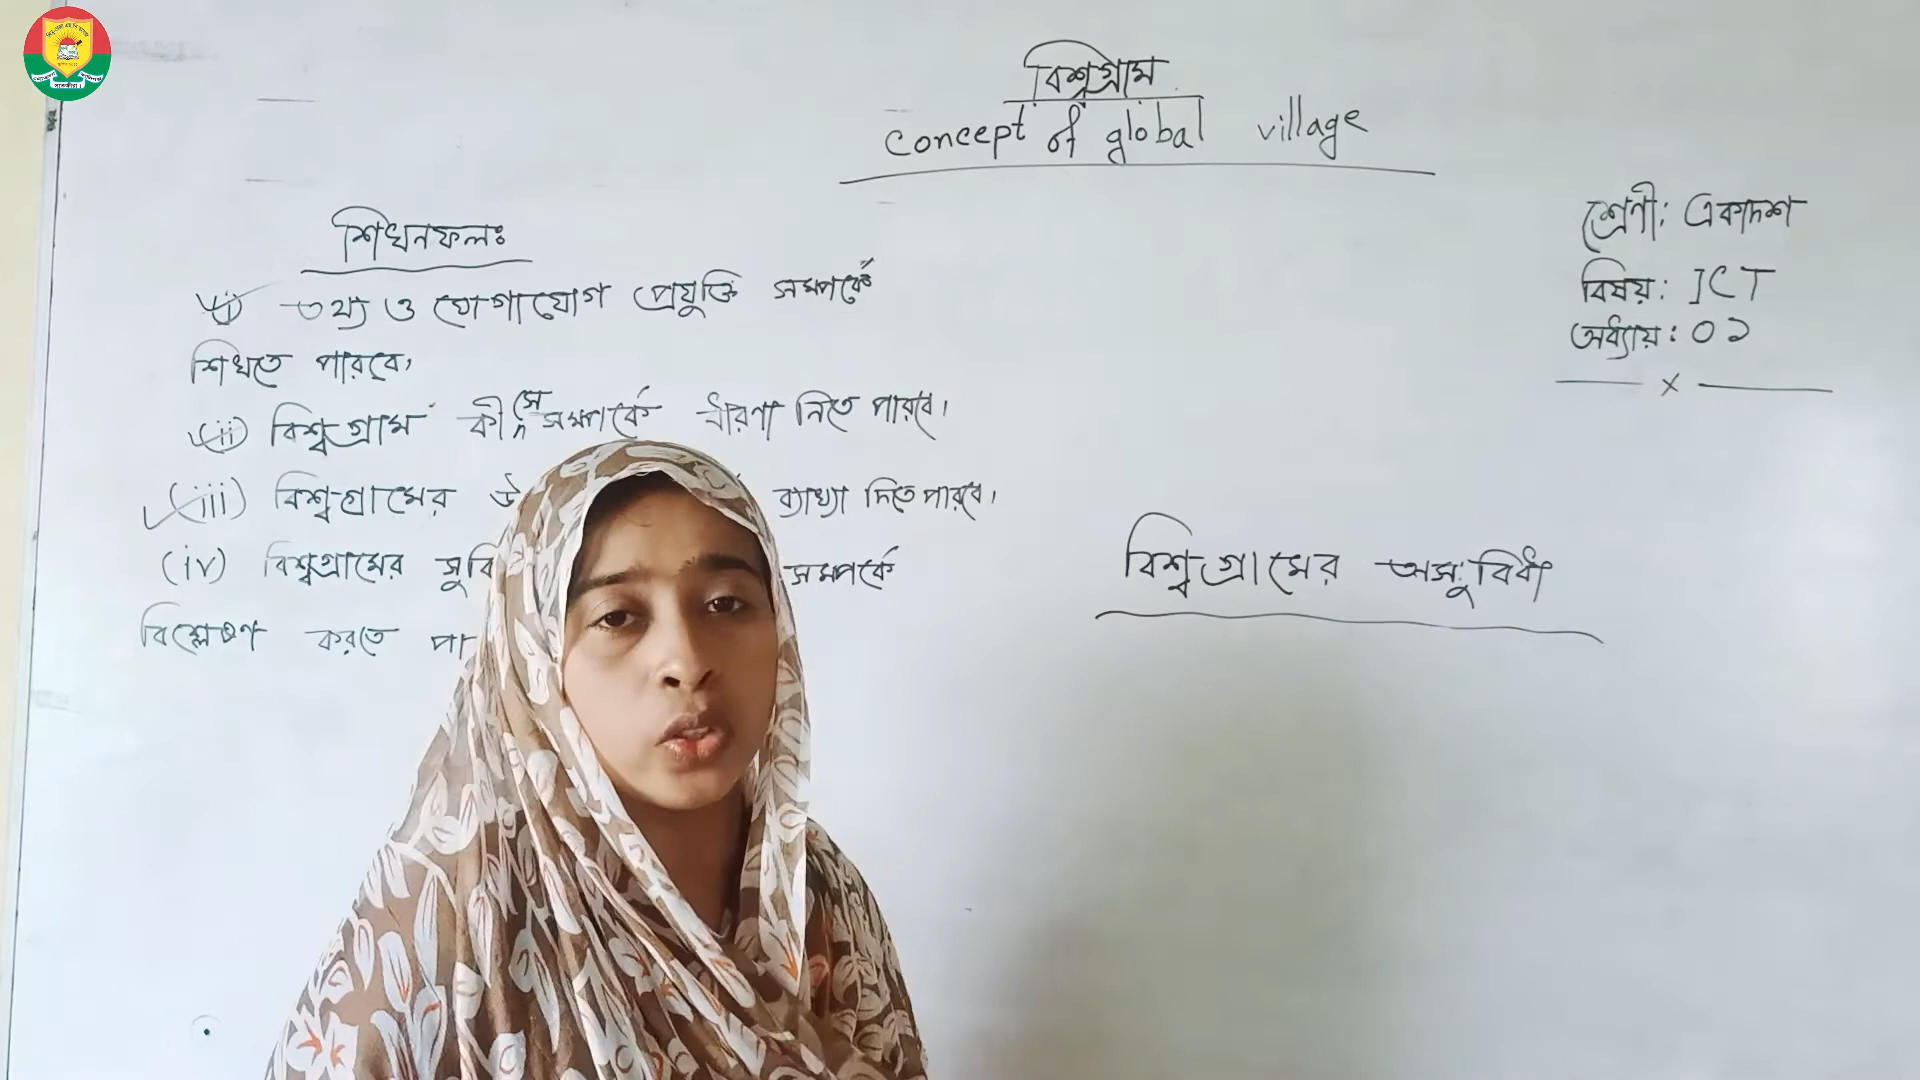 বিশ্বগ্রাম
concept of global village
শ্রেণী: একাদশ
বিষয়: ICT
অধ্যায়: ০১
x
শিখনফলঃ
(i) তথ্য ও যোগাযোগ প্রযুক্তি সম্পর্কে
শিখতে পারবে,
(ii) বিশ্বগ্রাম কী সে সম্পর্কে ধারণা নিতে পারবে।
(iii) বিশ্বগ্রামের উ ব্যাখ্যা দিতে পারবে।
(iv) বিশ্বগ্রামের সুবি সম্পর্কে
বিশ্লেষণ করতে পা
বিশ্বগ্রামের অসুবিধা